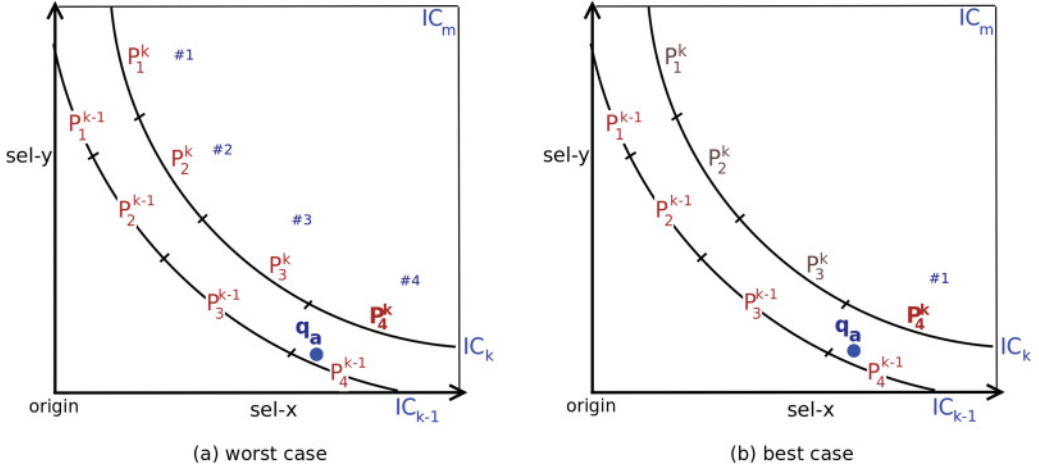 IC_m
P_1^k #1
P_1^{k-1}
sel-y
P_2^k #2
P_2^{k-1}
#3
P_3^k
#4
P_3^{k-1}
P_4^k
q_a
IC_k
P_4^{k-1}
origin
sel-x
IC_{k-1}
(a) worst case
IC_m
P_1^k
P_1^{k-1}
sel-y
P_2^k
P_2^{k-1}
P_3^k
#1
P_3^{k-1}
P_4^k
q_a
IC_k
P_4^{k-1}
origin
sel-x
IC_{k-1}
(b) best case